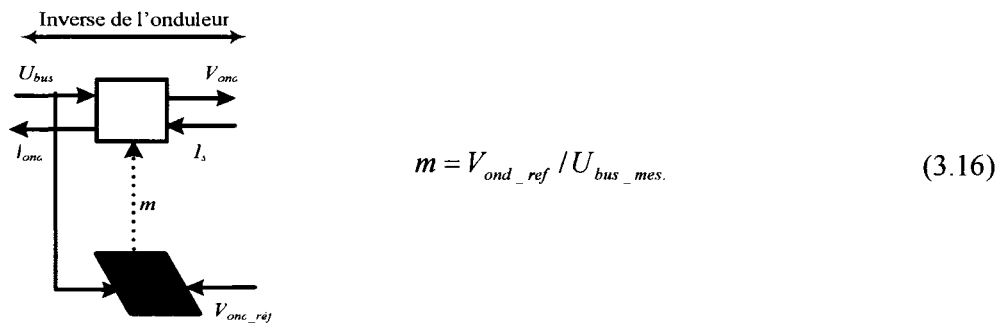 Inverse de l'onduleur
U_bus
V_ond
I_ond
I_s
m
V_ond_réf
m = V_ond_ref / U_bus_mes.
(3.16)